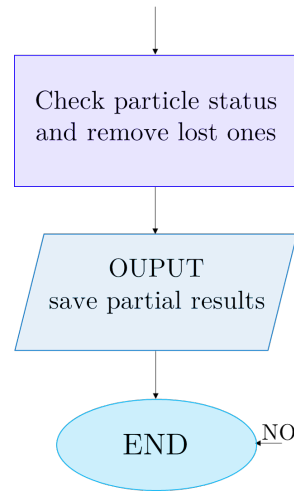 Check particle status
and remove lost ones
OUPUT
save partial results
END
NO